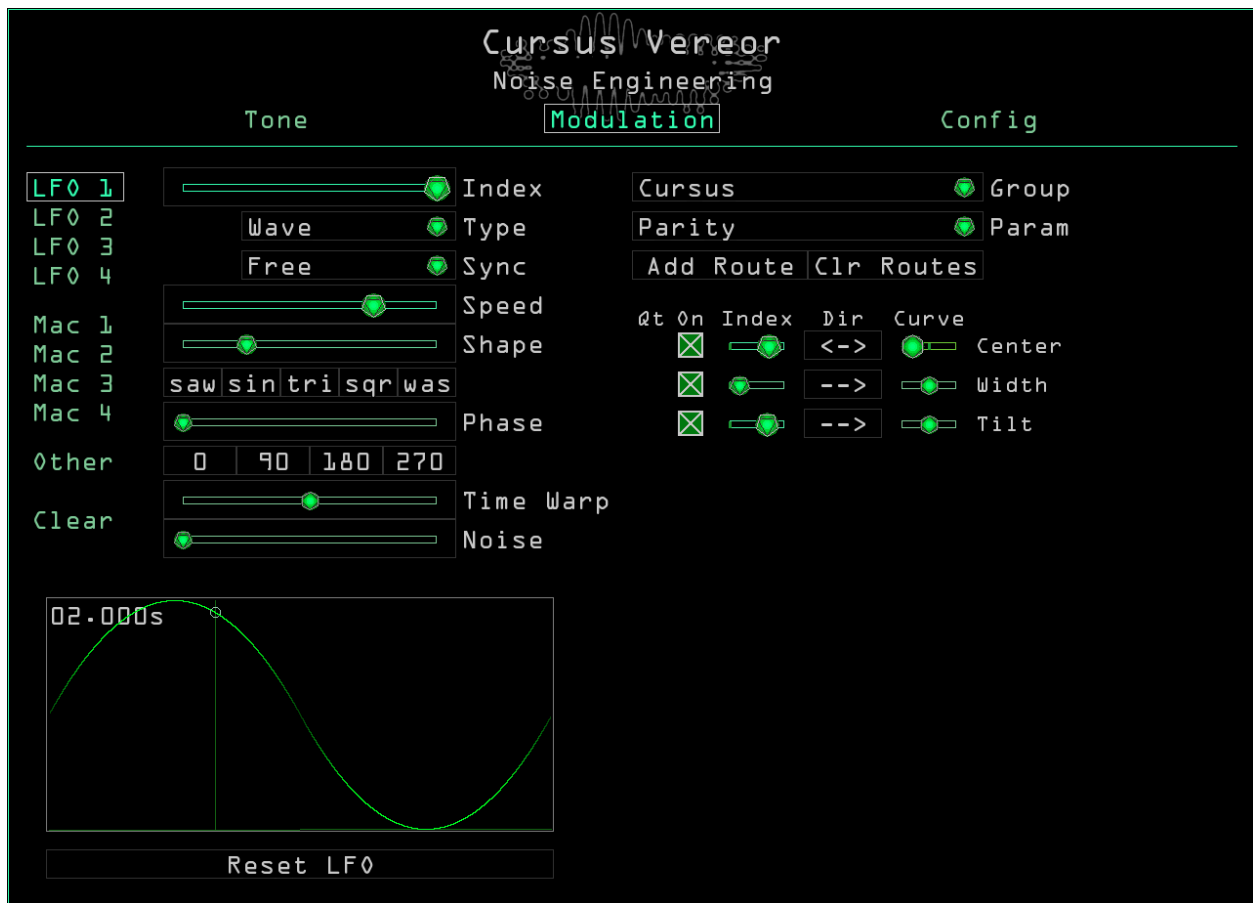 Cursus Vereor
Noise Engineering
Tone Modulation Config
LFO 1
LFO 2
LFO 3
LFO 4
Mac 1
Mac 2
Mac 3
Mac 4
Other
Clear
Index
Wave Type
Free Sync
Speed
Shape
saw sin tri sqr was
Phase
0 90 180 270
Time Warp
Noise
Cursus Group
Parity Param
Add Route Clr Routes
Qt On Index Dir Curve
<-> Center
--> Width
--> Tilt
02.000s
Reset LFO